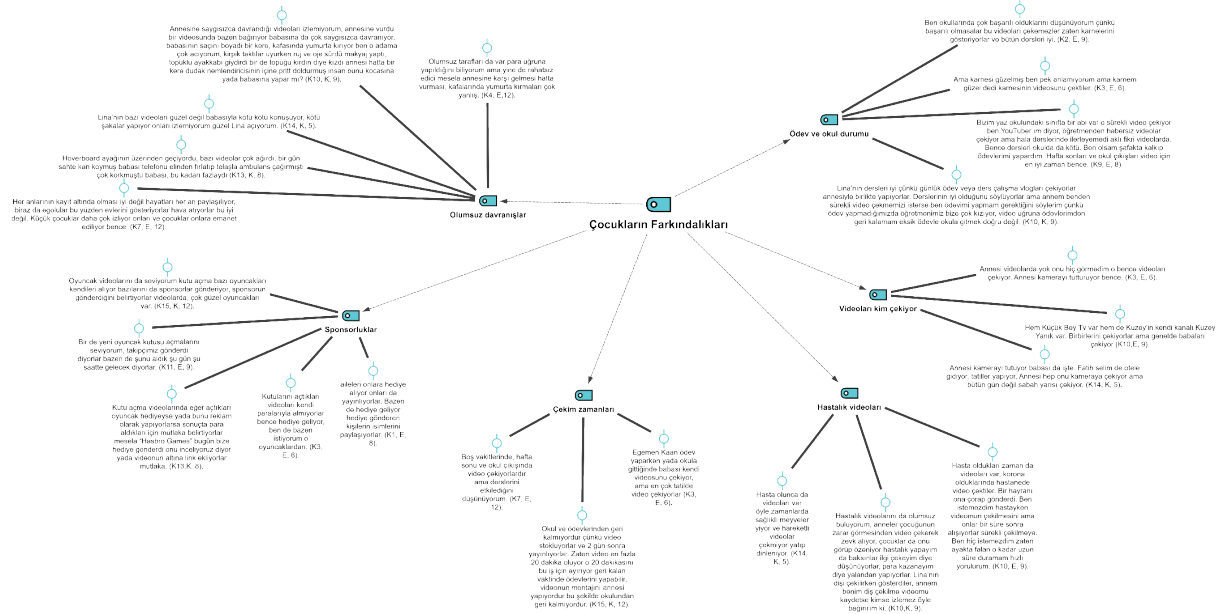 Annesine saygısızca davrandığı videoları izlemiyorum, annesine vurdu
bir videosunda bazen bağırıyor babasına da çok saygısızca davranıyor,
babasının saçını boyadı bir kere, kafasında yumurta kırıyor ben o adama
çok acıyorum, kirpik taktılar uyurken ruj ve oje sürdü makyaj yaptı,
topuklu ayakkabı giydirdi bir de topuğu kırdın diye kızdı annesi hatta bir
kere dudak nemlendiricisinin içine pritt doldurmuş insan bunu kocasına
yada babasına yapar mı? (K10, K, 9).
Olumsuz tarafları da var para uğruna
yapıldığını biliyorum ama yine de rahatsız
edici mesela annesine karşı gelmesi hatta
vurması, kafalarında yumurta kırmaları çok
yanlış. (K4, E,12).
Lina'nın bazı videoları güzel değil babasıyla kötü kötü konuşuyor, kötü
şakalar yapıyor onları izlemiyorum güzel Lina açıyorum. (K14, K, 5).
Hoverboard ayağının üzerinden geçiyordu, bazı videolar çok ağırdı, bir gün
sahte kan koymuş babası telefonu elinden fırlatıp telaşla ambulans çağırmıştı
çok korkmuştu babası, bu kadarı fazlaydı (K13, K, 8).
Her anlarının kayıt altında olması iyi değil hayatları her an paylaşılıyor,
biraz da egolular bu yüzden evlerini gösteriyorlar hava atıyorlar bu iyi
değil. Küçük çocuklar daha çok izliyor onları ve çocuklar onlara emanet
ediliyor bence. (K7, E, 12).
Olumsuz davranışlar
Ben okullarında çok başarılı olduklarını düşünüyorum çünkü
başarılı olmasalar bu videoları çekemezler zaten karnelerini
gösteriyorlar ve bütün dersleri iyi. (K2, E, 9).
Ama karnesi güzelmiş ben pek anlamıyorum ama karnem
güzel dedi karnesinin videosunu çektiler. (K3, E, 6)
Bizim yaz okulundaki sınıfta bir abi var o sürekli video çekiyor
ben YouTuber ım diyor, öğretmenden habersiz videolar
çekiyor ama hala derslerinde ilerleyemedi aklı fikri videolarda.
Bence dersleri okulda da kötü. Ben olsam şafakta kalkıp
ödevlerimi yapardım. Hafta sonları ve okul çıkışları video için
en iyi zaman bence. (K9, E, 8)
Ödev ve okul durumu
Lina'nın dersleri iyi çünkü günlük ödev veya ders çalışma vlogları çekiyorlar
annesiyle birlikte yapıyorlar. Derslerinin iyi olduğunu söylüyorlar ama annem benden
sürekli video çekmemizi isterse ben ödevimi yapmam gerektiğini söylerim çünkü
ödev yapmadığımızda öğretmenimiz bize çok kızıyor, video uğruna ödevlerimden
geri kalamam eksik ödevle okula gitmek doğru değil. (K10, K, 9).
Çocukların Farkındalıkları
Annesi videolarda yok onu hiç görmedim o bence videoları
çekiyor. Annesi kamerayı tutturuyor bence. (K3, E, 6).
Videoları kim çekiyor
Hem Küçük Bey Tv var hem de Kuzey'in kendi kanalı Kuzey
Yanık var. Birbirlerini çekiyorlar ama genelde babaları
çekiyor (K10,E, 9).
Annesi kamerayı tutuyor babası da işte. Fatih selim de otele
gidiyor, tatiller yapıyor. Annesi hep onu kameraya çekiyor ama
bütün gün değil sabah yarısı çekiyor. (K14, K, 5).
Oyuncak videolarını da seviyorum kutu açma bazı oyuncakları
kendileri alıyor bazılarını da sponsorlar gönderiyor, sponsorun
gönderdiğini belirtiyorlar videolarda, çok güzel oyuncakları
var. (K15, K, 12).
Sponsorluklar
Bir de yeni oyuncak kutusu açmalarını
seviyorum, takipçimiz gönderdi
diyorlar bazen de şunu aldık şu gün şu
saatte gelecek diyorlar. (K11, E, 9).
Kutu açma videolarında eğer açtıkları
oyuncak hediyeyse yada bunu reklam
olarak yapıyorlarsa sonuçta para
aldıkları için mutlaka belirtiyorlar
mesela "Hasbro Games" bugün bize
hediye gönderdi onu inceliyoruz diyor
yada videonun altına link ekliyorlar
mutlaka. (K13,K, 8).
Kutularını açtıkları
videoları kendi
paralarıyla almıyorlar
bence hediye geliyor,
ben de bazen
istiyorum o
oyuncaklardan. (K3,
E, 6)
ailelen onlara hediye
alıyor onları da
yayınlıyorlar. Bazen
de hediye geliyor
hediye gönderen
kişilerin isimlerini
paylaşıyorlar. (K1, E,
8).
Çekim zamanları
Boş vakitlerinde, hafta
sonu ve okul çıkışında
video çekiyorlardır
ama derslerini
etkilediğini
düşünüyorum. (K7, E,
12).
Okul ve ödevlerinden geri
kalmıyordur çünkü video
stokluyorlar ve 2 gün sonra
yayınlıyorlar. Zaten video en fazla
20 dakika oluyor o 20 dakikasını
bu iş için ayırıyor geri kalan
vaktinde ödevlerini yapabilir,
videonun montajını annesi
yapıyordur bu şekilde okulundan
geri kalmıyordur. (K15, K, 12).
Egemen Kaan ödev
yaparken yada okula
gittiğinde babası kendi
videosunu çekiyor,
ama en çok tatilde
video çekiyorlar (K3,
E, 6).
Hastalık videoları
Hasta olunca da
videoları var
öyle zamanlarda
sağlıklı meyveler
yiyor ve hareketli
videolar
çekmiyor yatıp
dinleniyor. (K14,
K, 5).
Hastalık videolarını da olumsuz
buluyorum, anneler çocuğunun
zarar görmesinden video çekerek
zevk alıyor, çocuklar da onu
görüp özeniyor hastalık yapayım
da baksınlar ilgi çekeyim diye
düşünüyorlar, para kazanayım
diye yalandan yapıyorlar. Lina'nın
dişi çekilirken gösterdiler, annem
benim diş çekilme videomu
kaydetse kimse izlemez öyle
bağırırım ki. (K10,K, 9).
Hasta oldukları zaman da
videoları var, korona
olduklarında hastanede
video çektiler. Bir hayranı
ona çorap gönderdi. Ben
istemezdim hastayken
videomun çekilmesini ama
onlar bir süre sonra
alışıyorlar sürekli çekilmeye.
Ben hiç istemezdim zaten
ayakta falan o kadar uzun
süre duramam hızlı
yorulurum. (K10, E, 9).